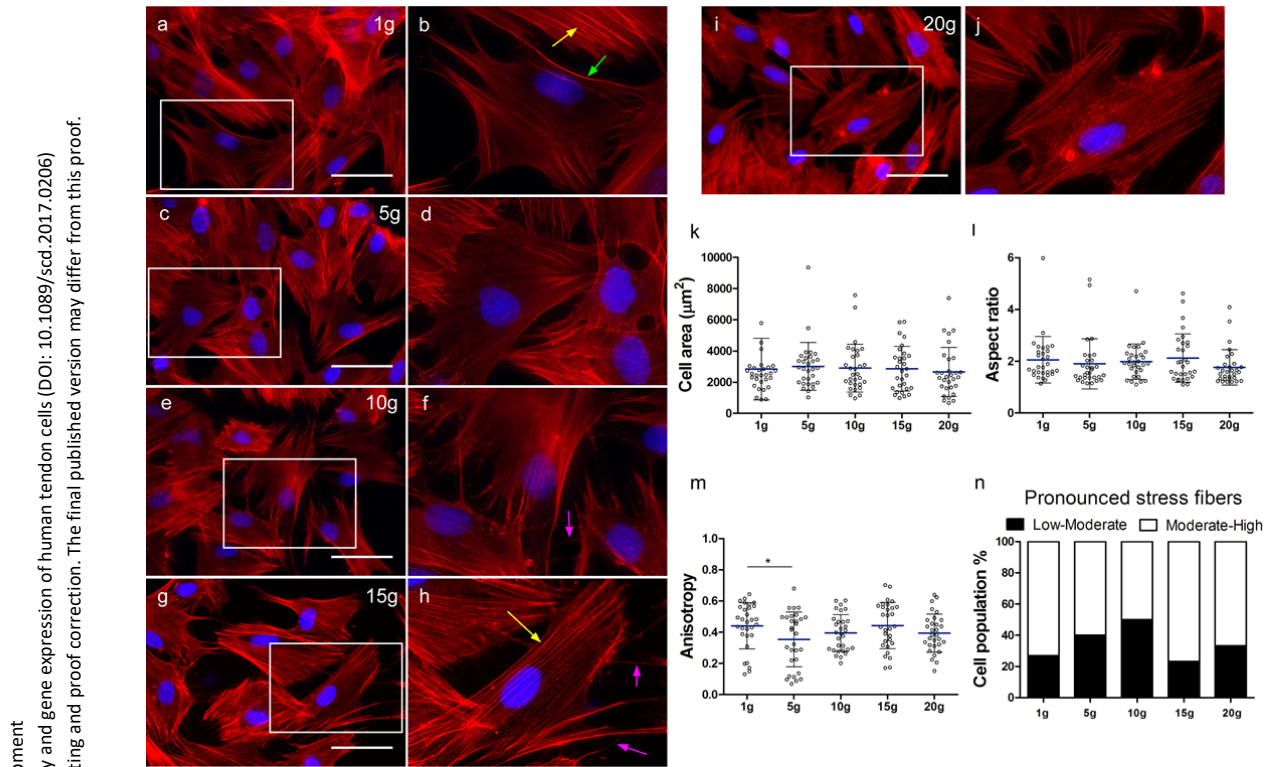 pment
y and gene expression of human tendon cells (DOI: 10.1089/scd.2017.0206)
ting and proof correction. The final published version may differ from this proof.
a
1g
b
c
5g
d
e
10g
f
g
15g
h
i
20g
j
k
Cell area (μm²)
10000
8000
6000
4000
2000
0
1g 5g 10g 15g 20g
l
Aspect ratio
6
4
2
0
1g 5g 10g 15g 20g
m
Anisotropy
1.0
0.8
0.6
0.4
0.2
0.0
*
1g 5g 10g 15g 20g
n
Pronounced stress fibers
Low-Moderate Moderate-High
Cell population %
100
80
60
40
20
0
1g 5g 10g 15g 20g